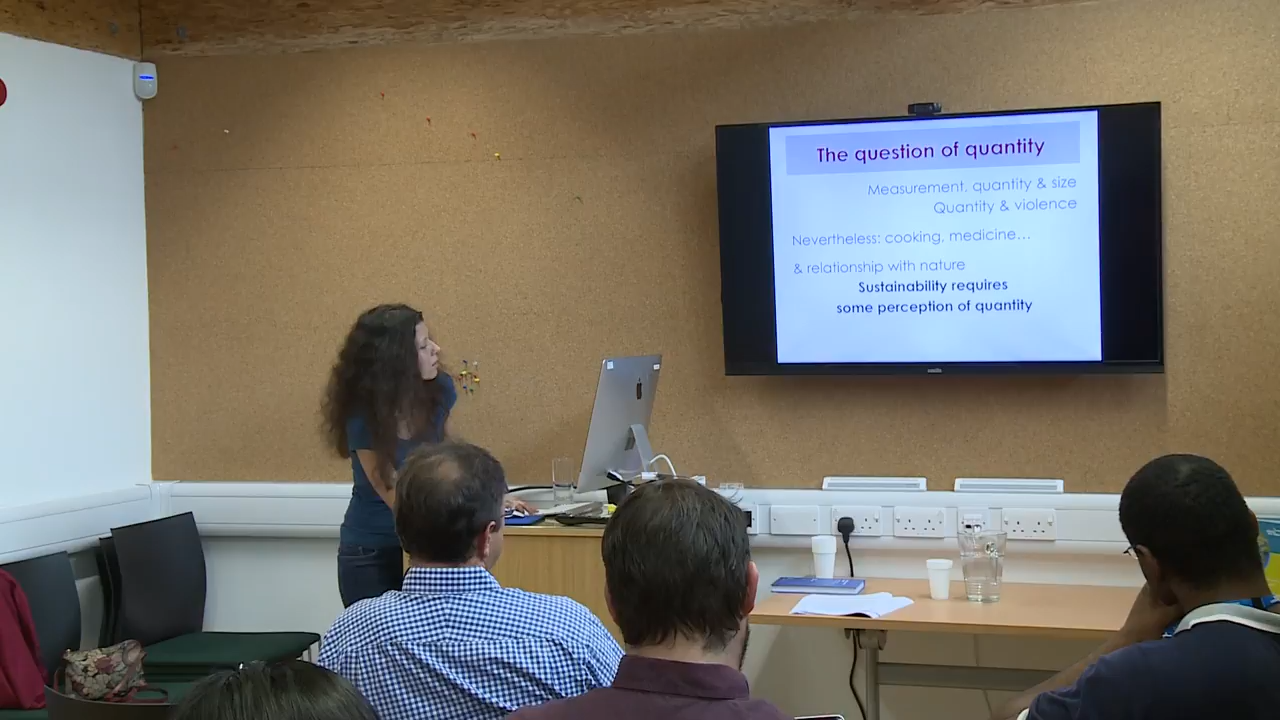 The question of quantity
Measurement, quantity & size
Quantity & violence
Nevertheless: cooking, medicine...
& relationship with nature
Sustainability requires
some perception of quantity